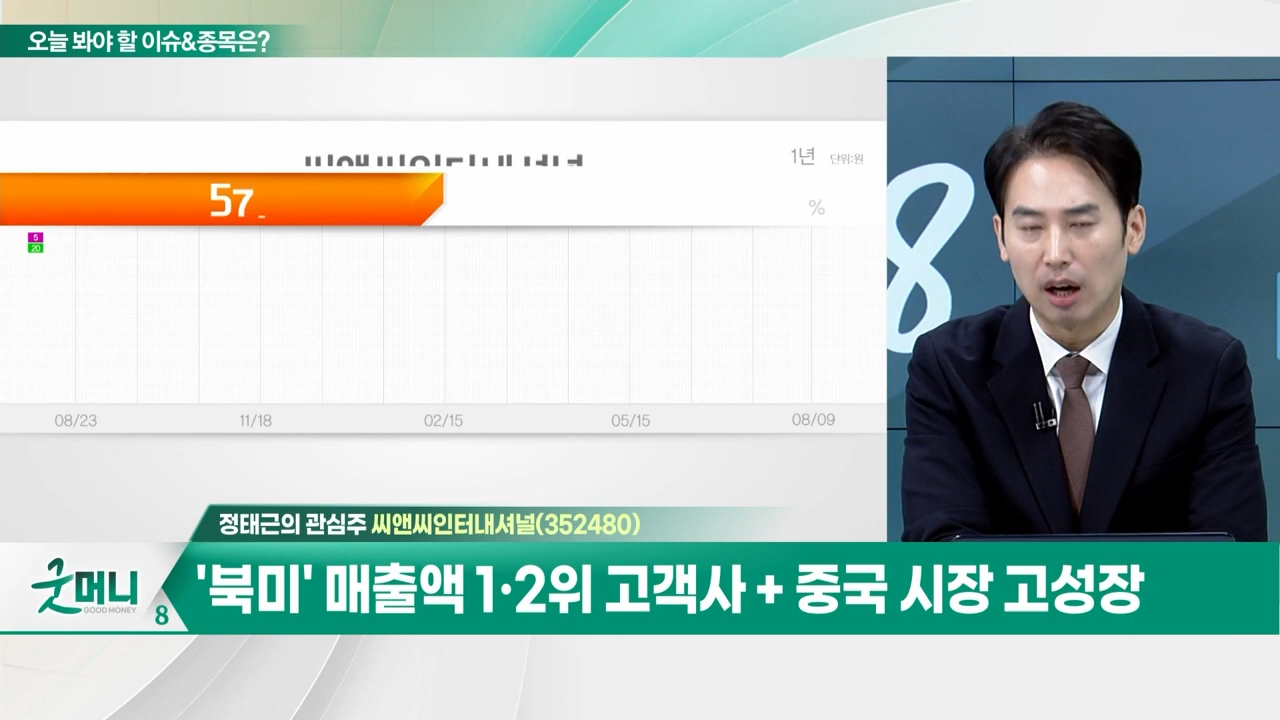 오늘 봐야 할 이슈&종목은?
1년 단위:원
57
%
5
20
08/23 11/18 02/15 05/15 08/09
8
정태근의 관심주 씨앤씨인터내셔널(352480)
굿머니
GOOD MONEY
8
'북미' 매출액 1·2위 고객사 + 중국 시장 고성장